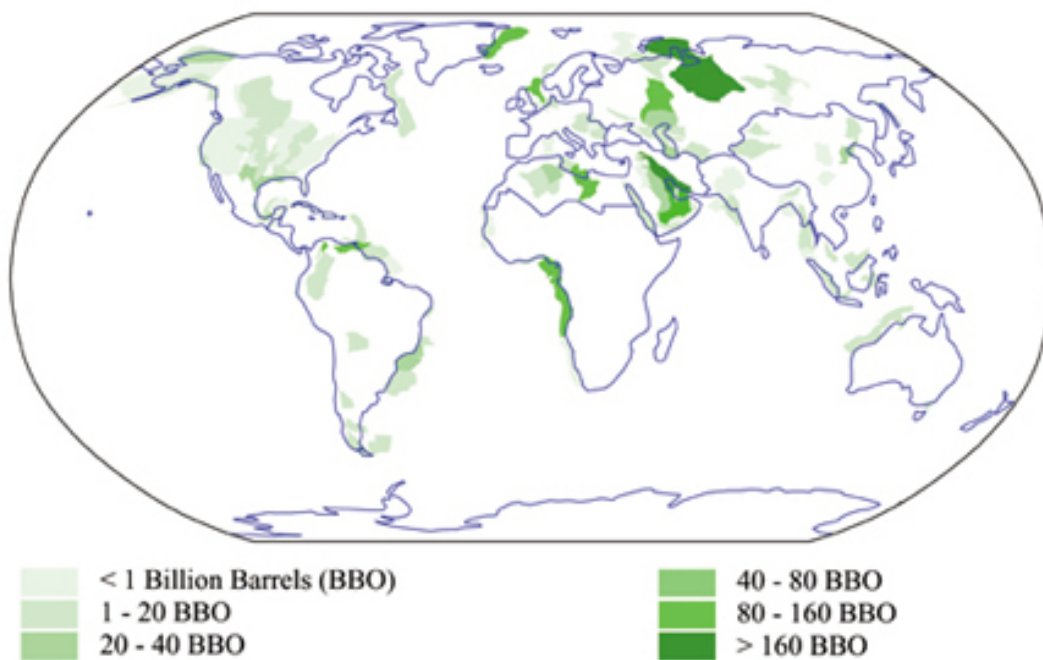 < 1 Billion Barrels (BBO)
1 - 20 BBO
20 - 40 BBO
40 - 80 BBO
80 - 160 BBO
> 160 BBO